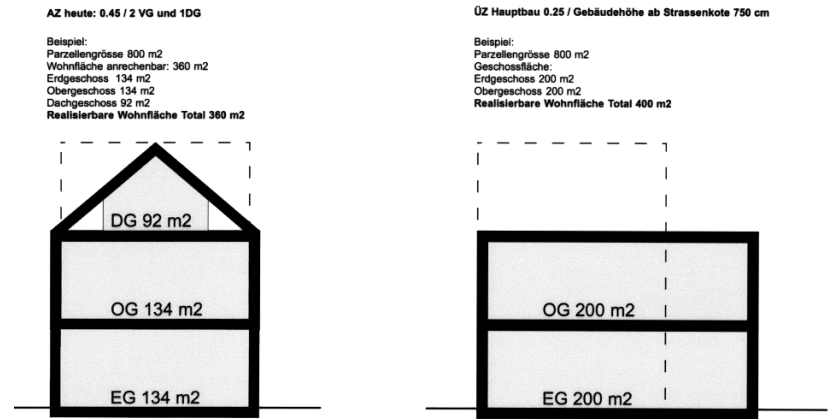 AZ heute: 0.45 / 2 VG und 1DG
Beispiel:
Parzellengrösse 800 m2
Wohnfläche anrechenbar: 360 m2
Erdgeschoss 134 m2
Obergeschoss 134 m2
Dachgeschoss 92 m2
Realisierbare Wohnfläche Total 360 m2
DG 92 m2
OG 134 m2
EG 134 m2
ÜZ Hauptbau 0.25 / Gebäudehöhe ab Strassenkote 750 cm
Beispiel:
Parzellengrösse 800 m2
Geschossfläche:
Erdgeschoss 200 m2
Obergeschoss 200 m2
Realisierbare Wohnfläche Total 400 m2
OG 200 m2
EG 200 m2